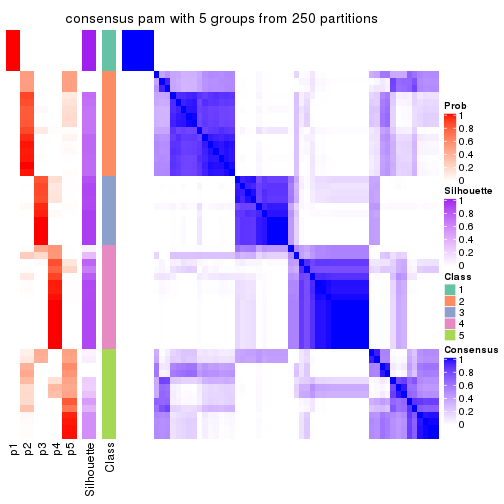 consensus pam with 5 groups from 250 partitions
Prob
1
0.8
0.6
0.4
0.2
0
Silhouette
1
0.8
0.6
0.4
0.2
0
Class
1
2
3
4
5
Consensus
1
0.8
0.6
0.4
0.2
0
p1
p2
p3
p4
p5
Silhouette
Class